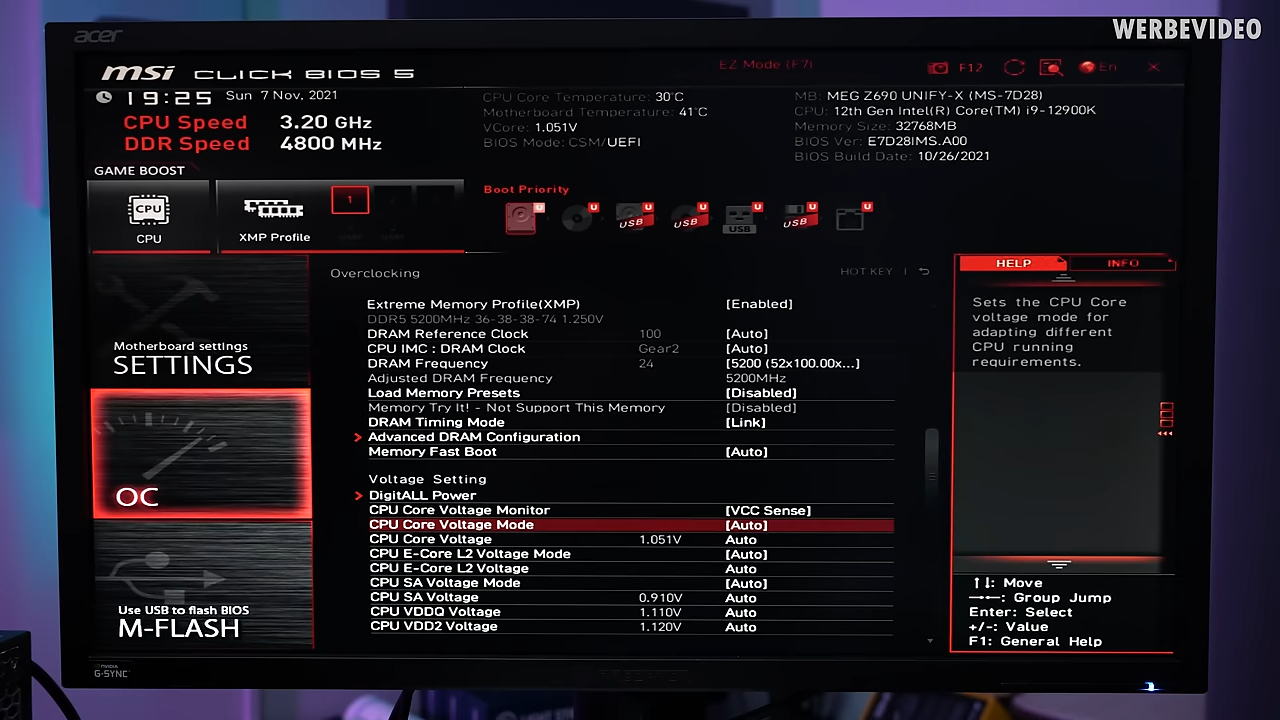 WERBEVIDEO
acer
msi CLICK BIOS 5
EZ Mode (F7)
F12
En
X
19:25 Sun 7 Nov, 2021
CPU Speed 3.20 GHz
DDR Speed 4800 MHz
CPU Core Temperature: 30°C
Motherboard Temperature: 41°C
VCore: 1.051V
BIOS Mode: CSM/UEFI
MB: MEG Z690 UNIFY-X (MS-7D28)
CPU: 12th Gen Intel(R) Core(TM) i9-12900K
Memory Size: 32768MB
BIOS Ver: E7D28IMS.A00
BIOS Build Date: 10/26/2021
GAME BOOST
CPU
CPU
XMP Profile
1
Boot Priority
U U U U U U U
USB USB USB USB
Motherboard settings
SETTINGS
OC
Use USB to flash BIOS
M-FLASH
Overclocking
HOT KEY |
Extreme Memory Profile(XMP) [Enabled]
DDR5 5200MHz 36-38-38-74 1.250V
DRAM Reference Clock 100 [Auto]
CPU IMC : DRAM Clock Gear2 [Auto]
DRAM Frequency 24 [5200 (52x100.00x...]
Adjusted DRAM Frequency 5200MHz
Load Memory Presets [Disabled]
Memory Try It! - Not Support This Memory [Disabled]
DRAM Timing Mode [Link]
> Advanced DRAM Configuration
Memory Fast Boot [Auto]
Voltage Setting
> DigitALL Power
CPU Core Voltage Monitor [VCC Sense]
CPU Core Voltage Mode [Auto]
CPU Core Voltage 1.051V Auto
CPU E-Core L2 Voltage Mode [Auto]
CPU E-Core L2 Voltage Auto
CPU SA Voltage Mode [Auto]
CPU SA Voltage 0.910V Auto
CPU VDDQ Voltage 1.110V Auto
CPU VDD2 Voltage 1.120V Auto
HELP INFO
Sets the CPU Core
voltage mode for
adapting different
CPU running
requirements.
↑↓: Move
→←: Group Jump
Enter: Select
+/-: Value
F1: General Help
NVIDIA
G-SYNC